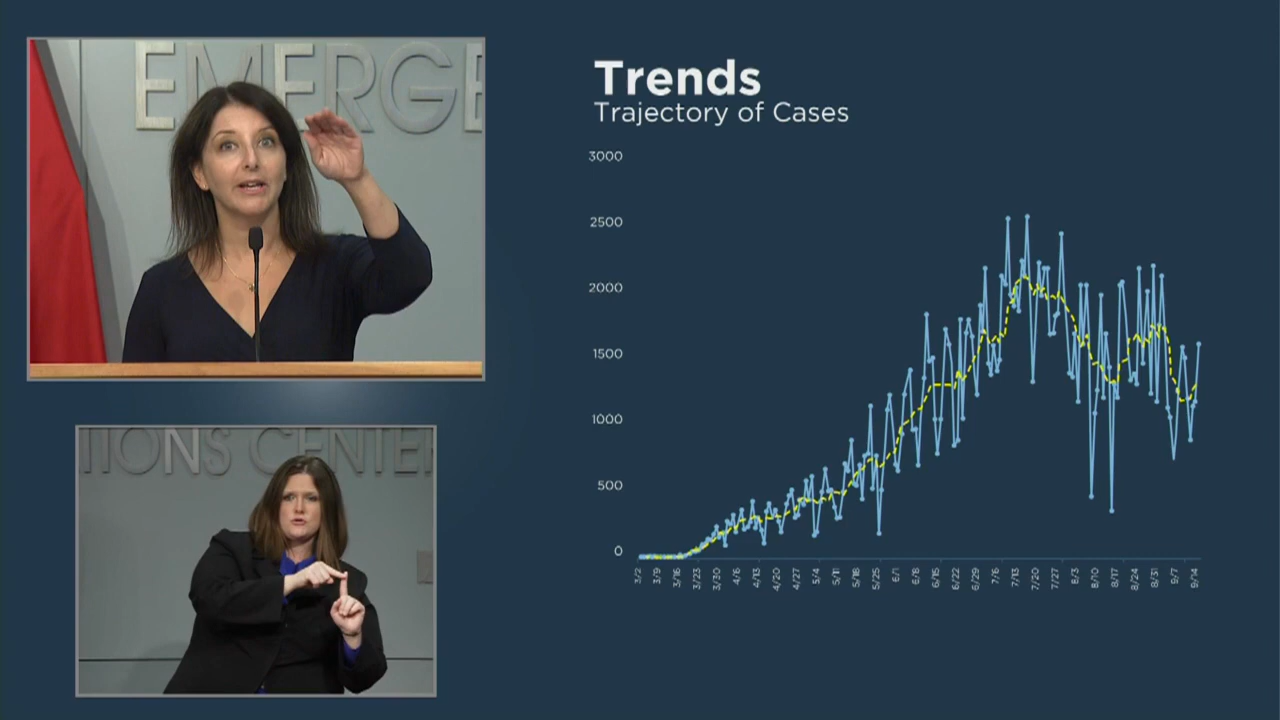 EMERGE
TIONS CENTER
Trends
Trajectory of Cases
3000
2500
2000
1500
1000
500
0
3/2 3/9 3/16 3/23 3/30 4/6 4/13 4/20 4/27 5/4 5/11 5/18 5/25 6/1 6/8 6/15 6/22 6/29 7/6 7/13 7/20 7/27 8/3 8/10 8/17 8/24 8/31 9/7 9/14